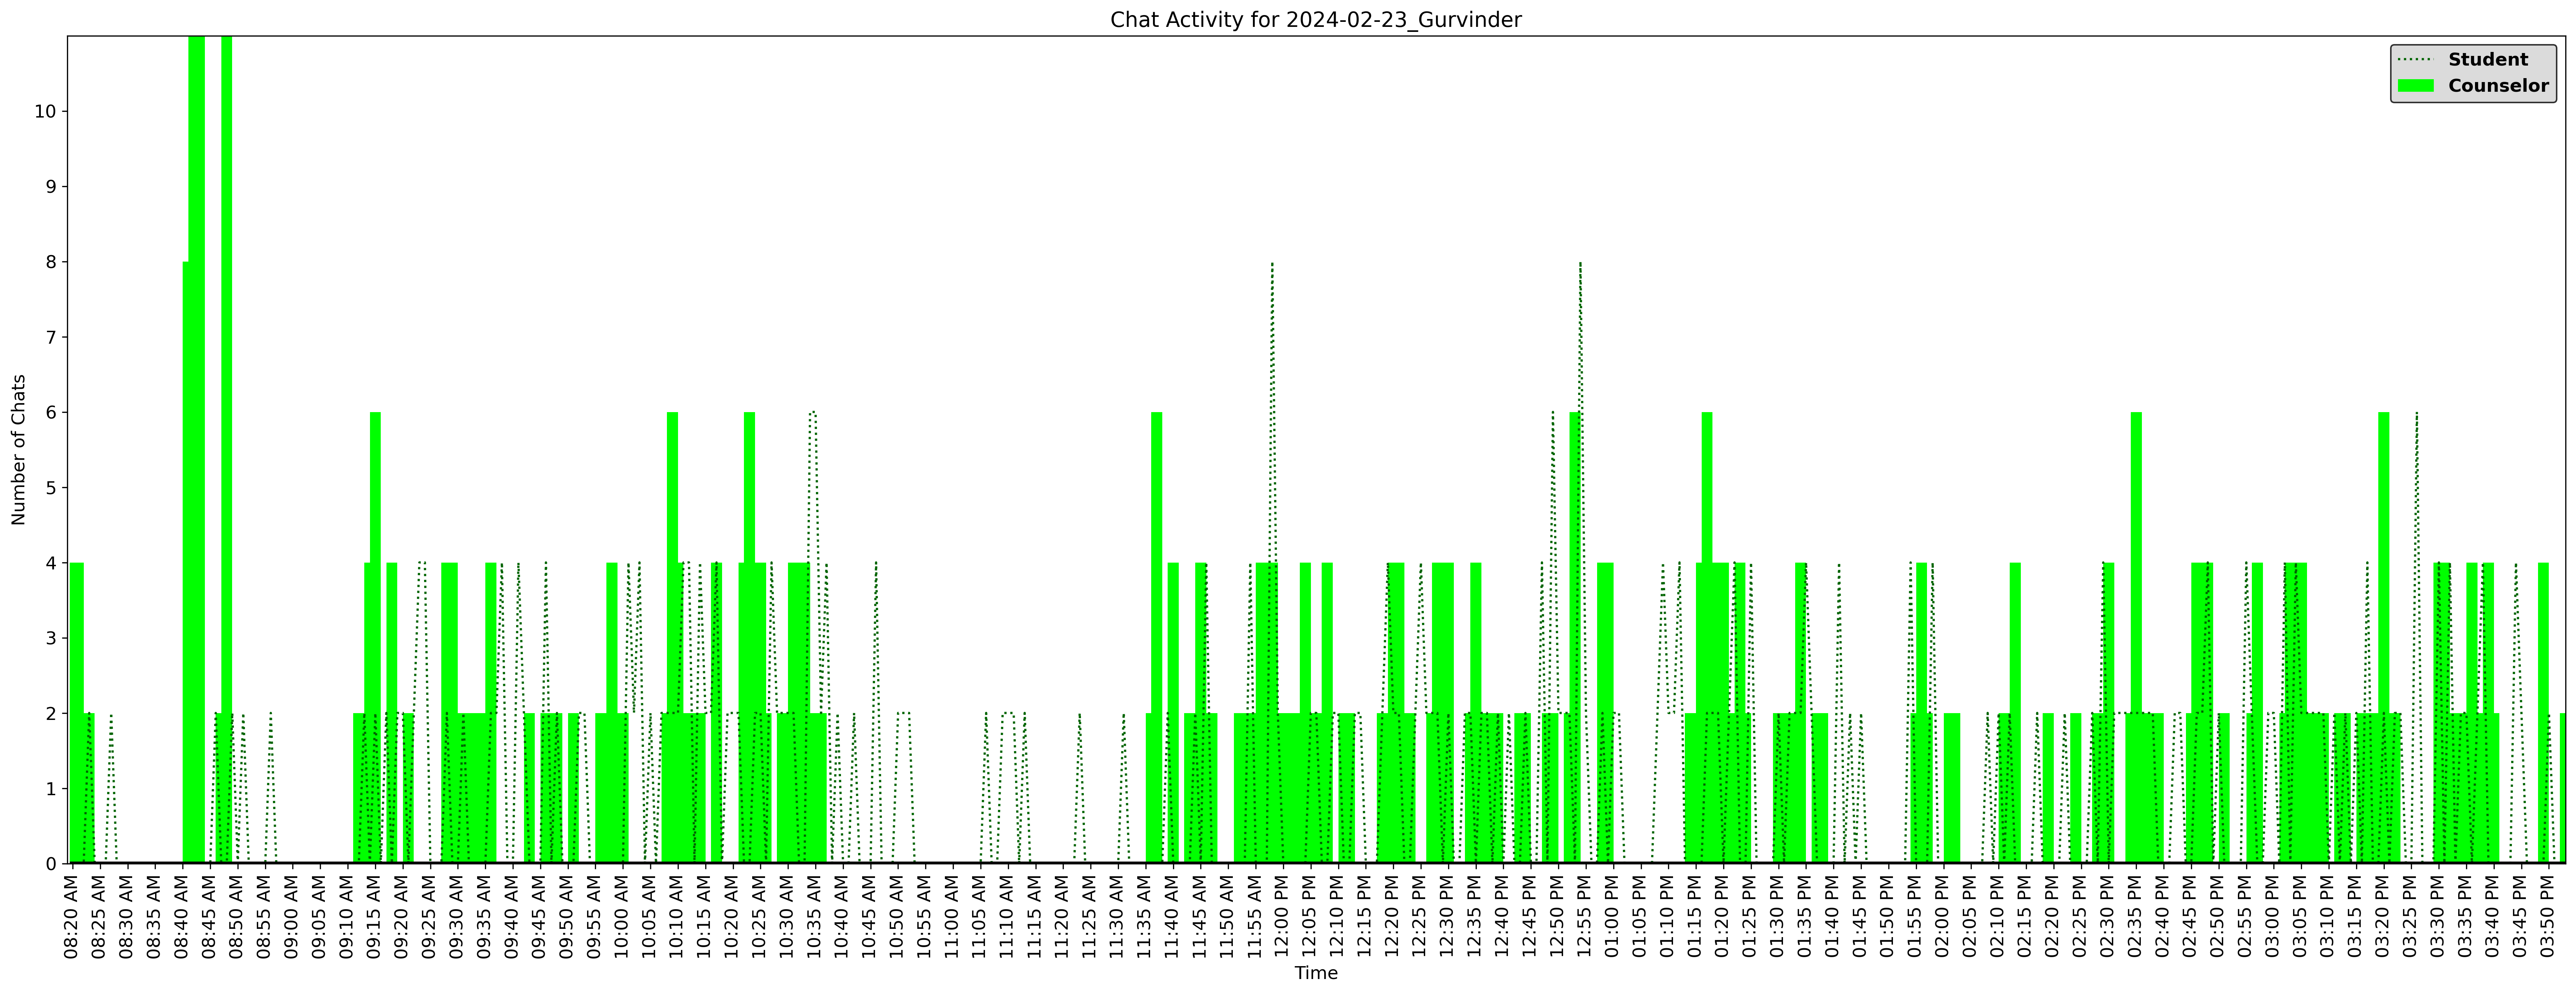 Chat Activity for 2024-02-23_Gurvinder
Student
Counselor
Number of Chats
10
9
8
7
6
5
4
3
2
1
0
08:20 AM
08:25 AM
08:30 AM
08:35 AM
08:40 AM
08:45 AM
08:50 AM
08:55 AM
09:00 AM
09:05 AM
09:10 AM
09:15 AM
09:20 AM
09:25 AM
09:30 AM
09:35 AM
09:40 AM
09:45 AM
09:50 AM
09:55 AM
10:00 AM
10:05 AM
10:10 AM
10:15 AM
10:20 AM
10:25 AM
10:30 AM
10:35 AM
10:40 AM
10:45 AM
10:50 AM
10:55 AM
11:00 AM
11:05 AM
11:10 AM
11:15 AM
11:20 AM
11:25 AM
11:30 AM
11:35 AM
11:40 AM
11:45 AM
11:50 AM
11:55 AM
12:00 PM
12:05 PM
12:10 PM
12:15 PM
12:20 PM
12:25 PM
12:30 PM
12:35 PM
12:40 PM
12:45 PM
12:50 PM
12:55 PM
01:00 PM
01:05 PM
01:10 PM
01:15 PM
01:20 PM
01:25 PM
01:30 PM
01:35 PM
01:40 PM
01:45 PM
01:50 PM
01:55 PM
02:00 PM
02:05 PM
02:10 PM
02:15 PM
02:20 PM
02:25 PM
02:30 PM
02:35 PM
02:40 PM
02:45 PM
02:50 PM
02:55 PM
03:00 PM
03:05 PM
03:10 PM
03:15 PM
03:20 PM
03:25 PM
03:30 PM
03:35 PM
03:40 PM
03:45 PM
03:50 PM
Time